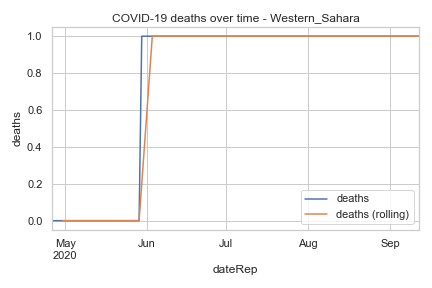 COVID-19 deaths over time - Western_Sahara
1.0
0.8
0.6
0.4
0.2
0.0
deaths
deaths
deaths (rolling)
May
2020
Jun
Jul
Aug
Sep
dateRep